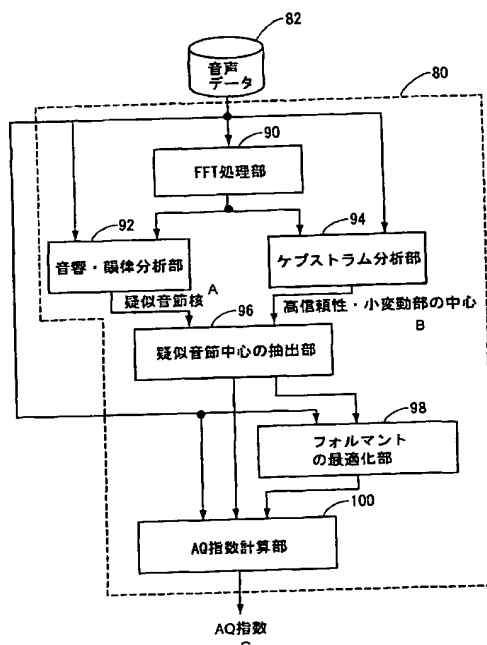 82
音声
データ
80
90
FFT処理部
92
音響・韻律分析部
94
ケプストラム分析部
A
疑似音節核
高信頼性・小変動部の中心
B
96
疑似音節中心の抽出部
98
フォルマント
の最適化部
100
AQ指数計算部
AQ指数